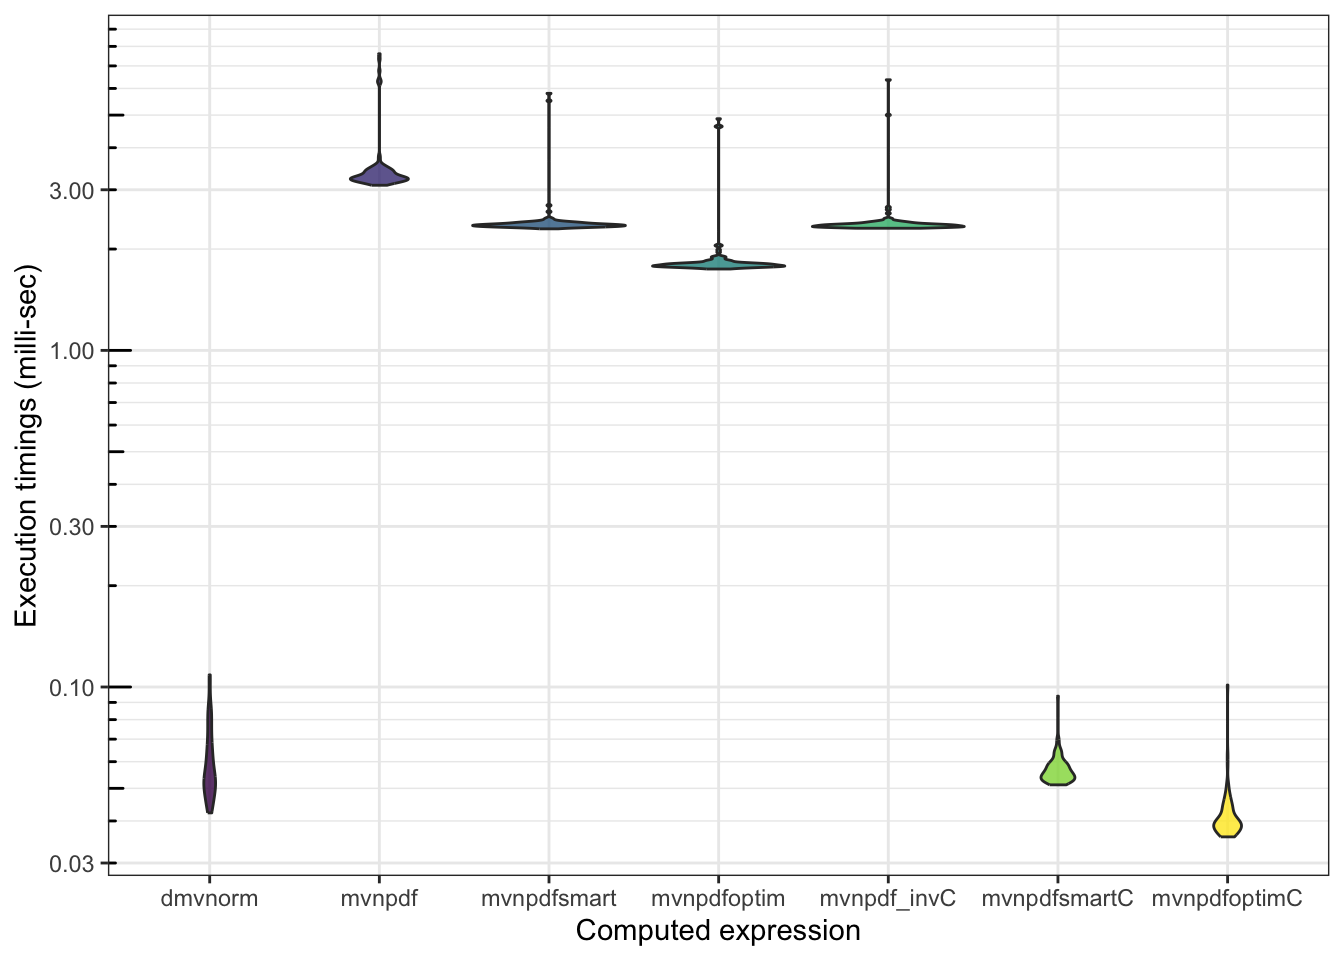 Execution timings (milli-sec)
3.00
1.00
0.30
0.10
0.03
dmvnorm mvnpdf mvnpdfsmart mvnpdfoptim mvnpdf_invC mvnpdfsmartC mvnpdfoptimC
Computed expression